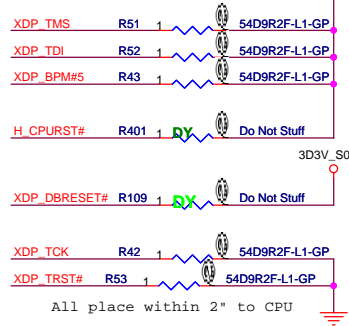 XDP_TMS R51 1 54D9R2F-L1-GP
XDP_TDI R52 1 54D9R2F-L1-GP
XDP_BPM#5 R43 1 54D9R2F-L1-GP
H_CPURST# R401 1 DY Do Not Stuff
3D3V_S0
XDP_DBRESET# R109 1 DY Do Not Stuff
XDP_TCK R42 1 54D9R2F-L1-GP
XDP_TRST# R53 1 54D9R2F-L1-GP
All place within 2" to CPU